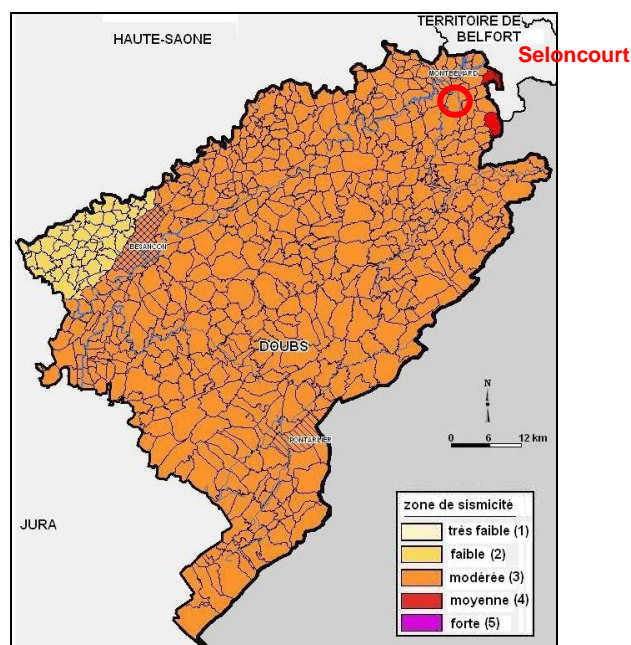 TERRITOIRE DE
BELFORT
HAUTE-SAONE
Seloncourt
MONTBELIARD
BESANCON
DOUBS
N
0 6 12 km
PONTARLIER
JURA
zone de sismicité
très faible (1)
faible (2)
modérée (3)
moyenne (4)
forte (5)